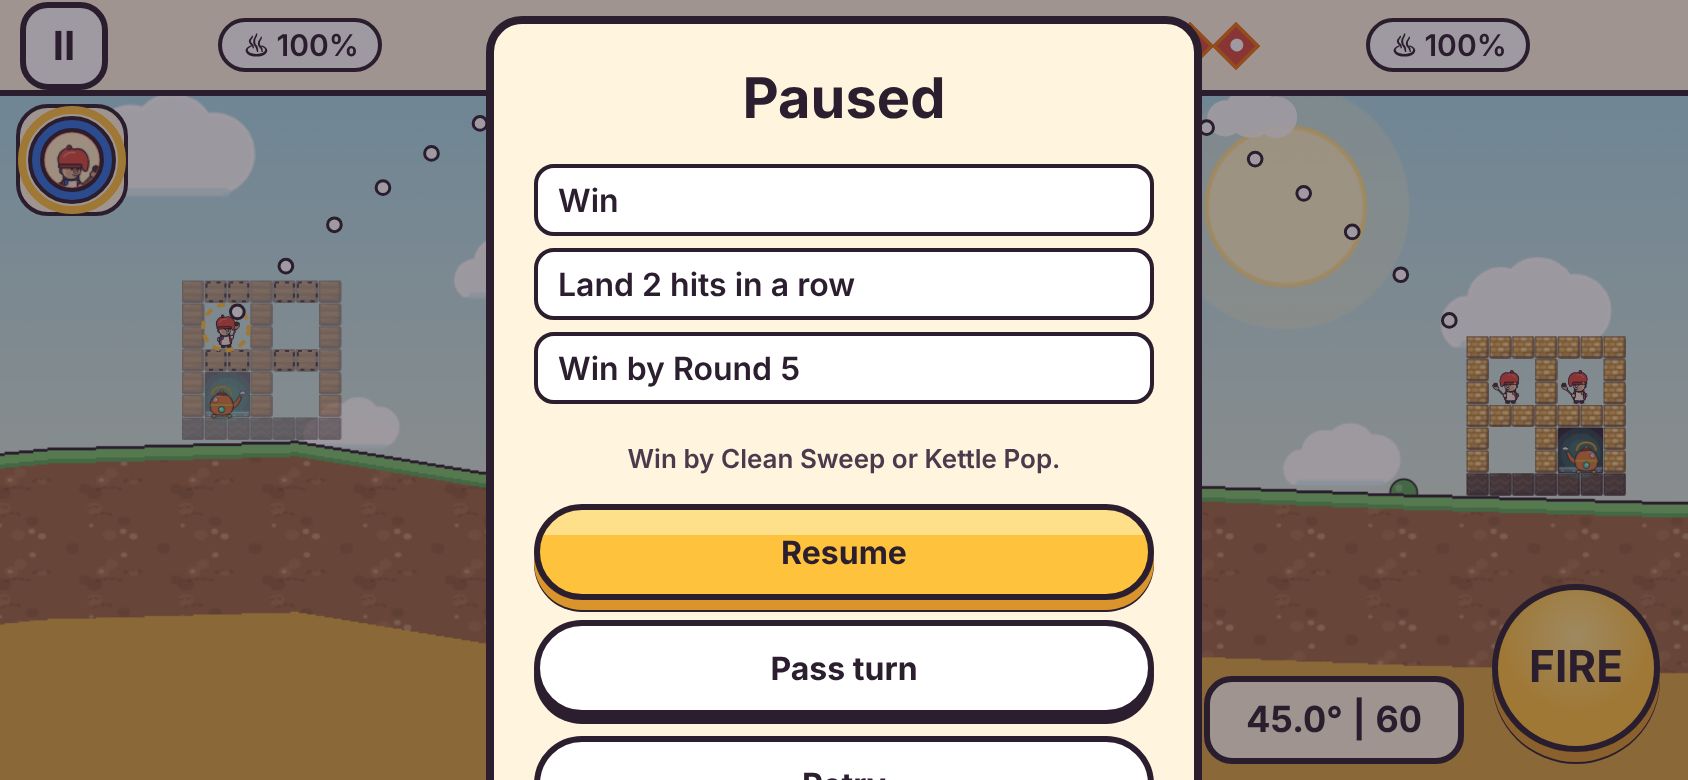 100%
100%
Paused
Win
Land 2 hits in a row
Win by Round 5
Win by Clean Sweep or Kettle Pop.
Resume
Pass turn
Retry
45.0° | 60
FIRE